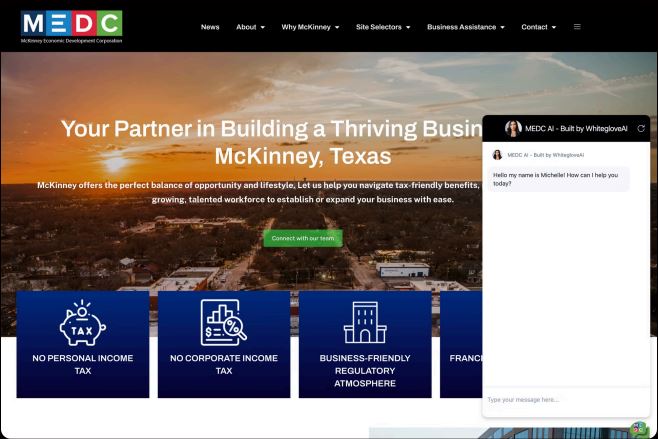 MEDC
McKinney Economic Development Corporation
News About Why McKinney Site Selectors Business Assistance Contact
Your Partner in Building a Thriving Busin
McKinney, Texas
McKinney offers the perfect balance of opportunity and lifestyle, Let us help you navigate tax-friendly benefits,
growing, talented workforce to establish or expand your business with ease.
Connect with our team
TAX
NO PERSONAL INCOME
TAX
NO CORPORATE INCOME
TAX
BUSINESS-FRIENDLY
REGULATORY
ATMOSPHERE
FRANC
MEDC AI - Built by WhitegloveAI
MEDC AI - Built by WhitegloveAI
Hello my name is Michelle! How can I help you
today?
Type your message here...
MEDC